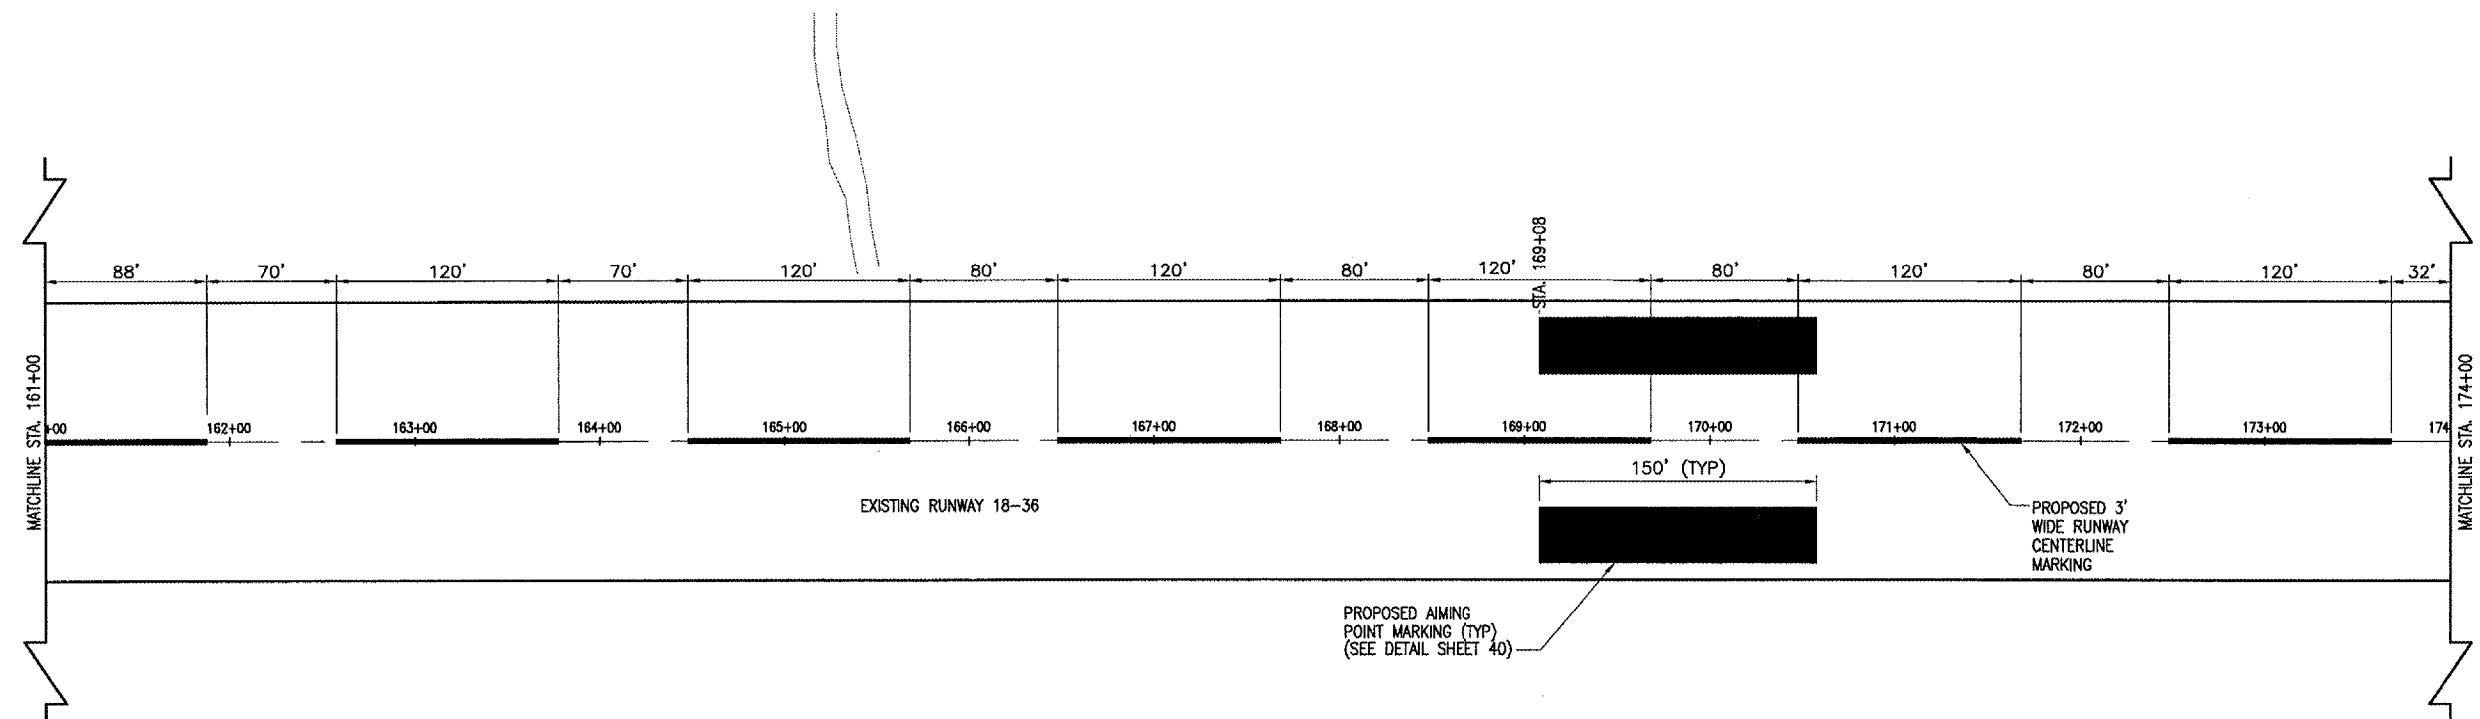 STA. 169+08
88' 70' 120' 70' 120' 80' 120' 80' 120' 80' 120' 80' 120' 32'
MATCHLINE STA. 161+00
+00 162+00 163+00 164+00 165+00 166+00 167+00 168+00 169+00 170+00 171+00 172+00 173+00 174
MATCHLINE STA. 174+00
150' (TYP)
EXISTING RUNWAY 18-36
PROPOSED 3'
WIDE RUNWAY
CENTERLINE
MARKING
PROPOSED AIMING
POINT MARKING (TYP)
(SEE DETAIL SHEET 40)